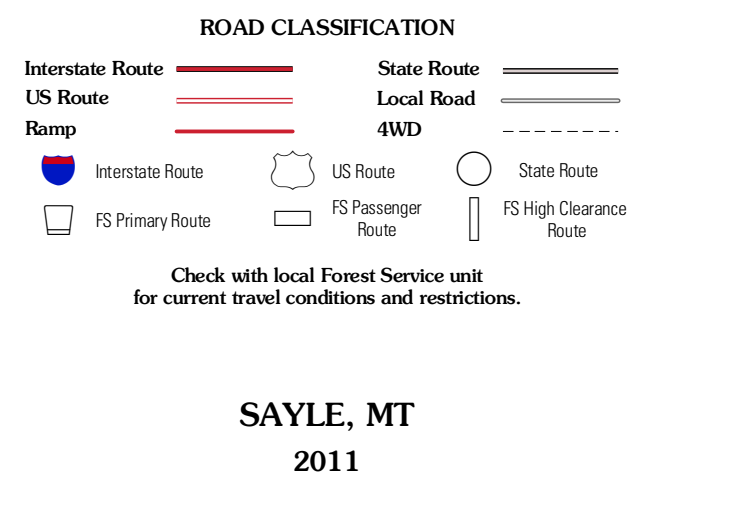 ROAD CLASSIFICATION
Interstate Route
State Route
US Route
Local Road
Ramp
4WD
Interstate Route
US Route
State Route
FS Primary Route
FS Passenger
Route
FS High Clearance
Route
Check with local Forest Service unit
for current travel conditions and restrictions.
SAYLE, MT
2011